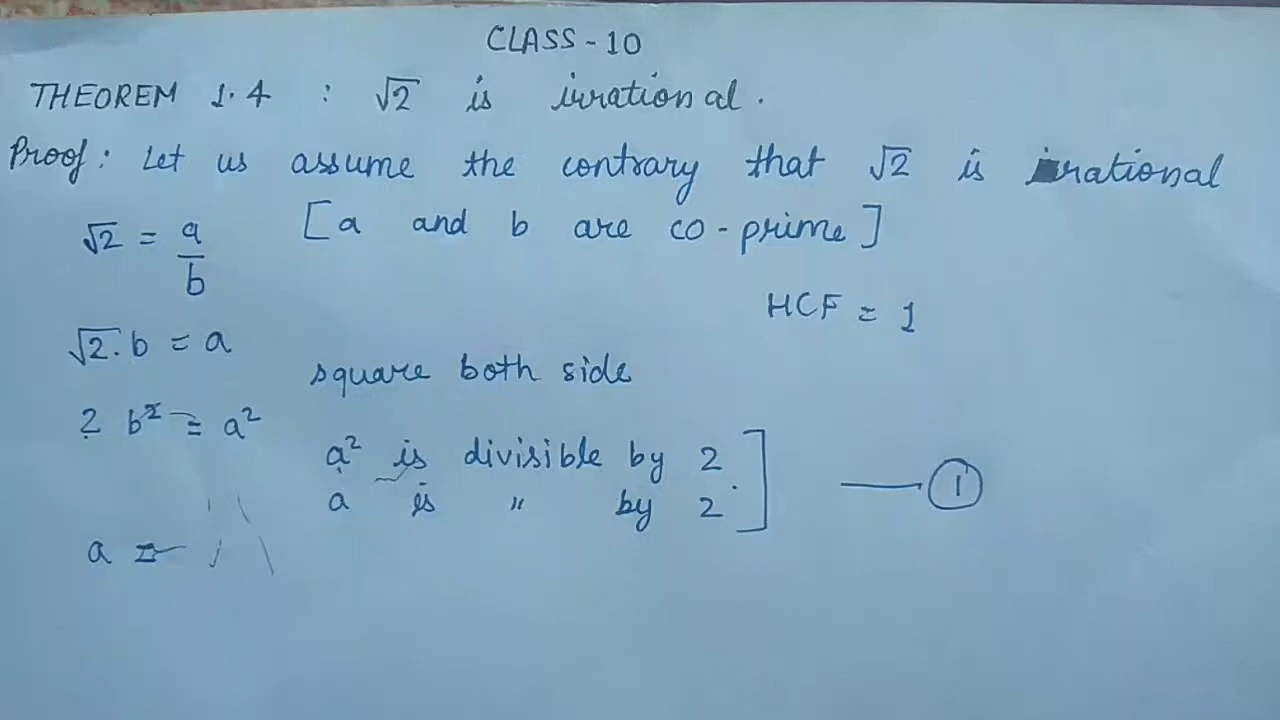 CLASS - 10
THEOREM 1.4 : √2 is irrational.
Proof: Let us assume the contrary that √2 is rational
√2 = a/b [a and b are co-prime]
HCF = 1
√2.b = a
square both side
2 b² = a²
a² is divisible by 2
a is " by 2. ] — ①
a =